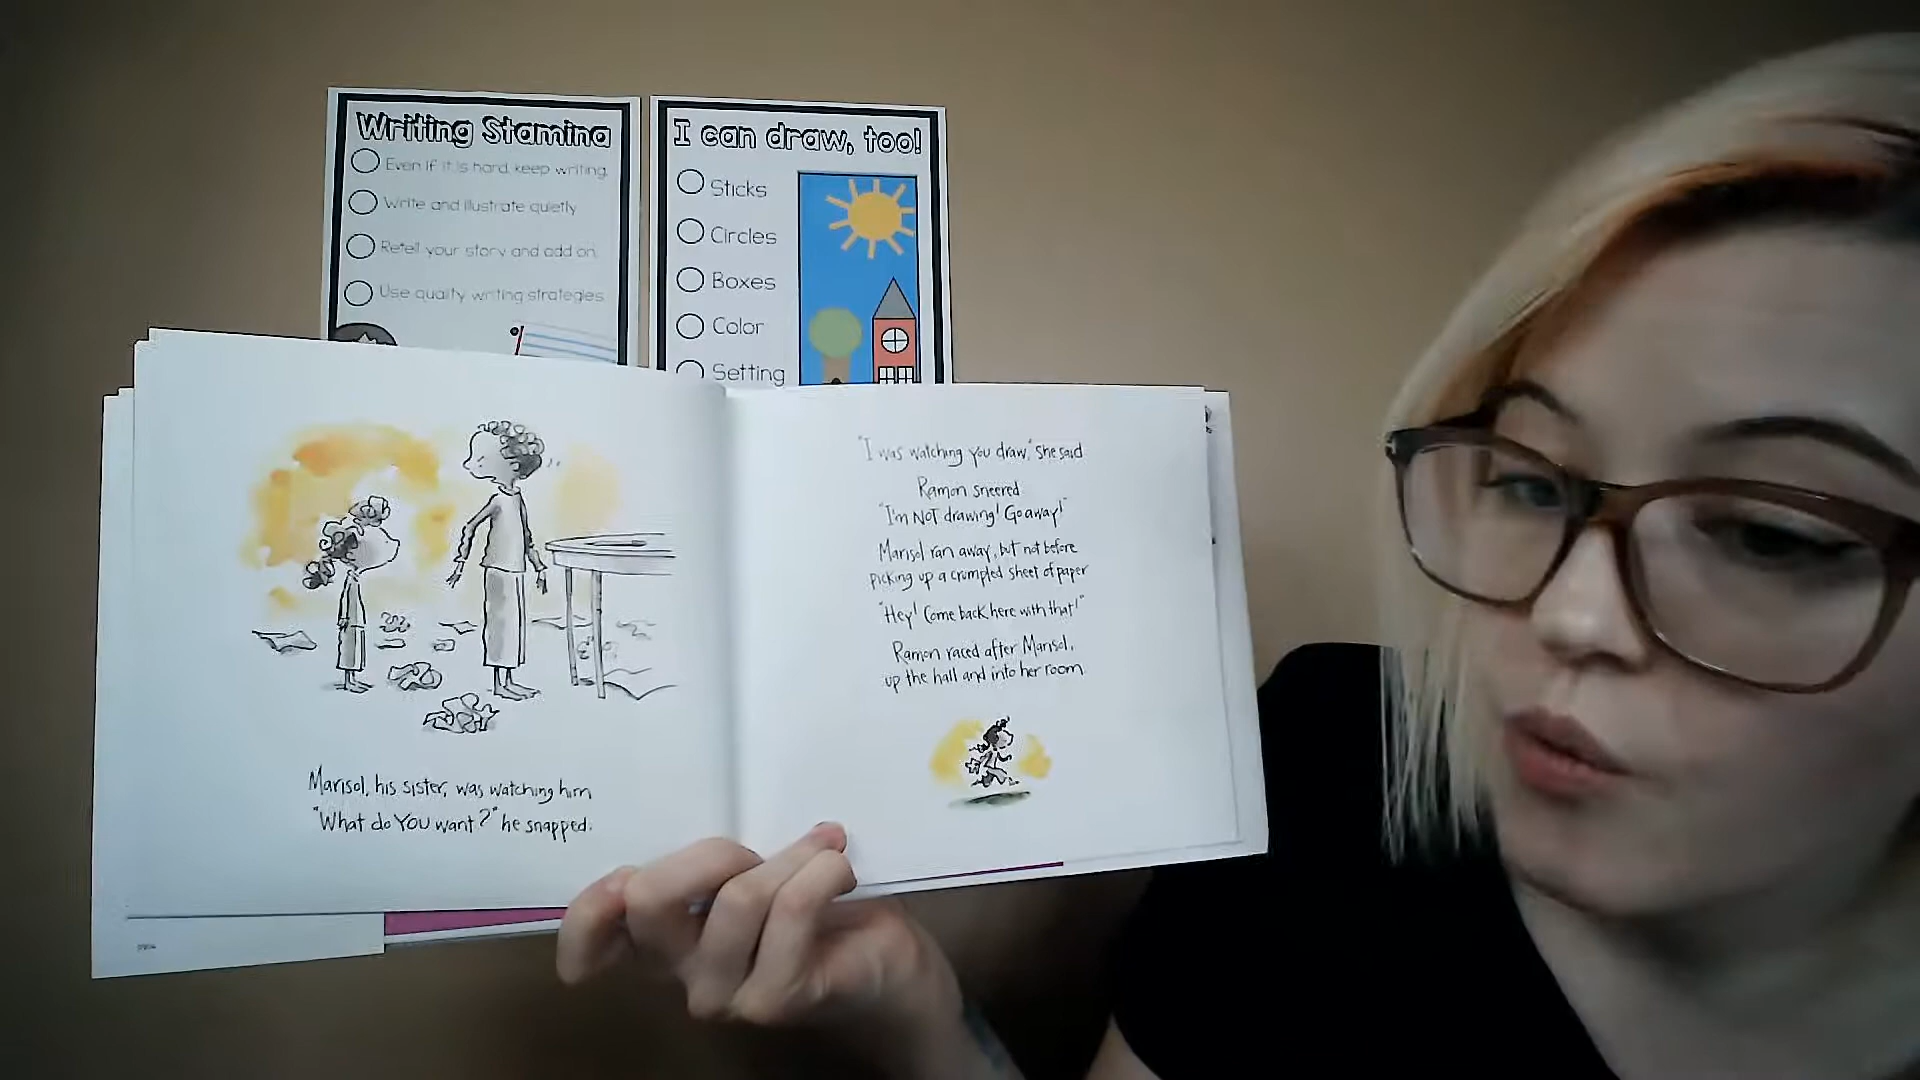 Writing Stamina
Even if it is hard, keep writing.
Write and illustrate quietly
Retell your story and add on.
Use quality writing strategies
I can draw, too!
Sticks
Circles
Boxes
Color
Setting
Marisol, his sister, was watching him
"What do YOU want?" he snapped.
"I was watching you draw," she said
Ramon sneered
"I'm NOT drawing! Go away!"
Marisol ran away, but not before
picking up a crumpled sheet of paper
"Hey! Come back here with that!"
Ramon raced after Marisol,
up the hall and into her room.